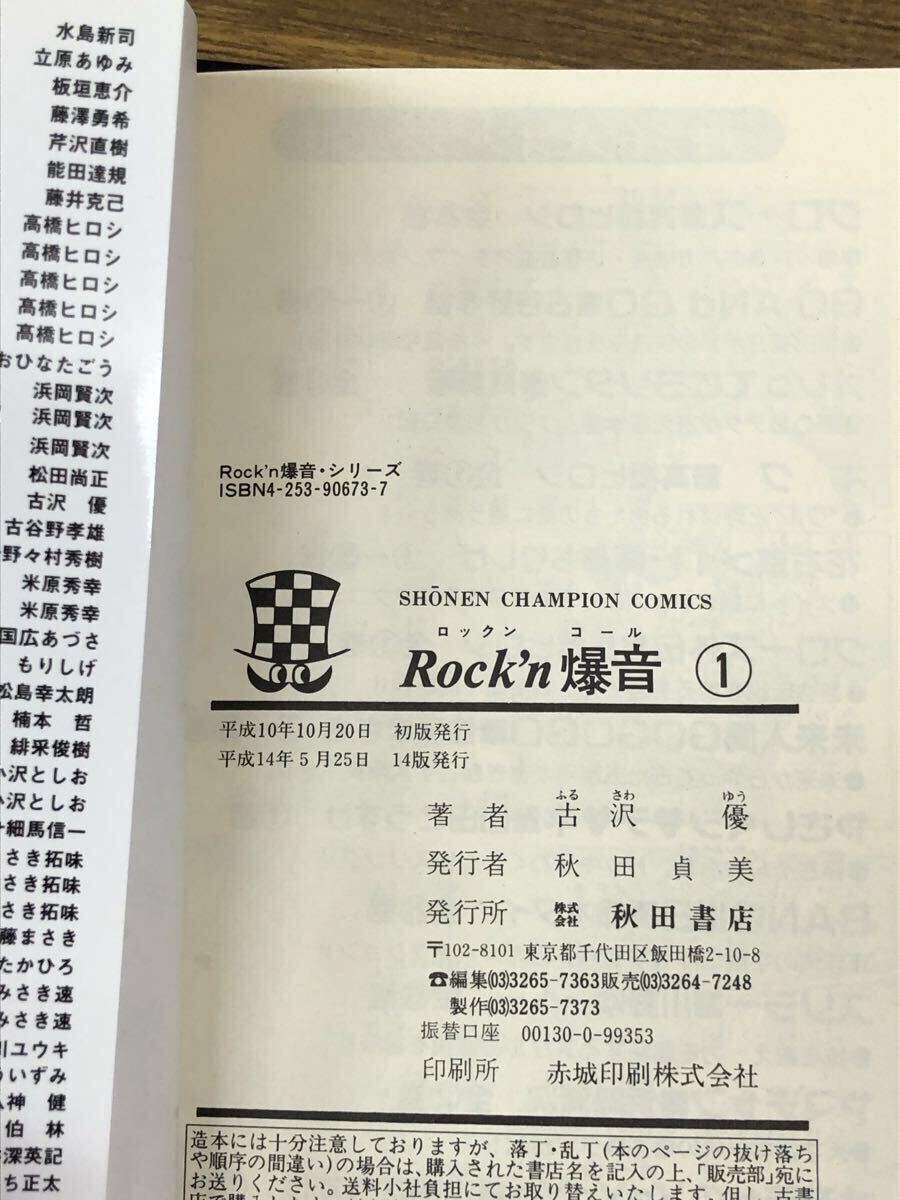 水島新司
立原あゆみ
板垣恵介
藤澤勇希
芹沢直樹
能田達規
藤井克己
高橋ヒロシ
高橋ヒロシ
高橋ヒロシ
高橋ヒロシ
高橋ヒロシ
おひなたごう
浜岡賢次
浜岡賢次
浜岡賢次
松田尚正
古沢　優
古谷野孝雄
野々村秀樹
米原秀幸
米原秀幸
国広あづさ
もりしげ
松島幸太朗
楠本　哲
緋采俊樹
小沢としお
小沢としお
細馬信一
さき拓味
さき拓味
さき拓味
藤まさき
たかひろ
みさき速
みさき速
川ユウキ
ういずみ
神　健
伯　林
深英記
ち正太
Rock'n爆音・シリーズ
ISBN4-253-90673-7
SHŌNEN CHAMPION COMICS
ロックン　コール
Rock'n爆音 ①
平成10年10月20日　初版発行
平成14年5月25日　14版発行
ふる　さわ　ゆう
著　者　古　沢　優
発行者　秋　田　貞　美
発行所　株式会社　秋田書店
〒102-8101 東京都千代田区飯田橋2-10-8
☎編集(03)3265-7363販売(03)3264-7248
製作(03)3265-7373
振替口座　00130-0-99353
印刷所　赤城印刷株式会社
造本には十分注意しておりますが、落丁・乱丁(本のページの抜け落ち
や順序の間違い)の場合は、購入された書店名を記入の上、「販売部」宛に
お送りください。送料小社負担にてお取り替えいたします。但し、古書